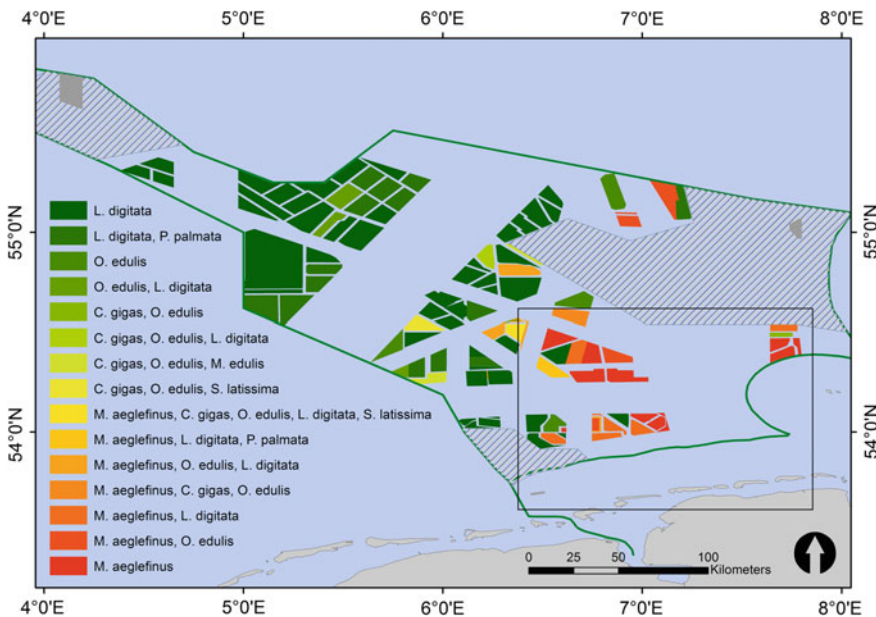 4°0'E 5°0'E 6°0'E 7°0'E 8°0'E
55°0'N 55°0'N
54°0'N 54°0'N
L. digitata
L. digitata, P. palmata
O. edulis
O. edulis, L. digitata
C. gigas, O. edulis
C. gigas, O. edulis, L. digitata
C. gigas, O. edulis, M. edulis
C. gigas, O. edulis, S. latissima
M. aeglefinus, C. gigas, O. edulis, L. digitata, S. latissima
M. aeglefinus, L. digitata, P. palmata
M. aeglefinus, O. edulis, L. digitata
M. aeglefinus, C. gigas, O. edulis
M. aeglefinus, L. digitata
M. aeglefinus, O. edulis
M. aeglefinus
0 25 50 100
Kilometers
4°0'E 5°0'E 6°0'E 7°0'E 8°0'E